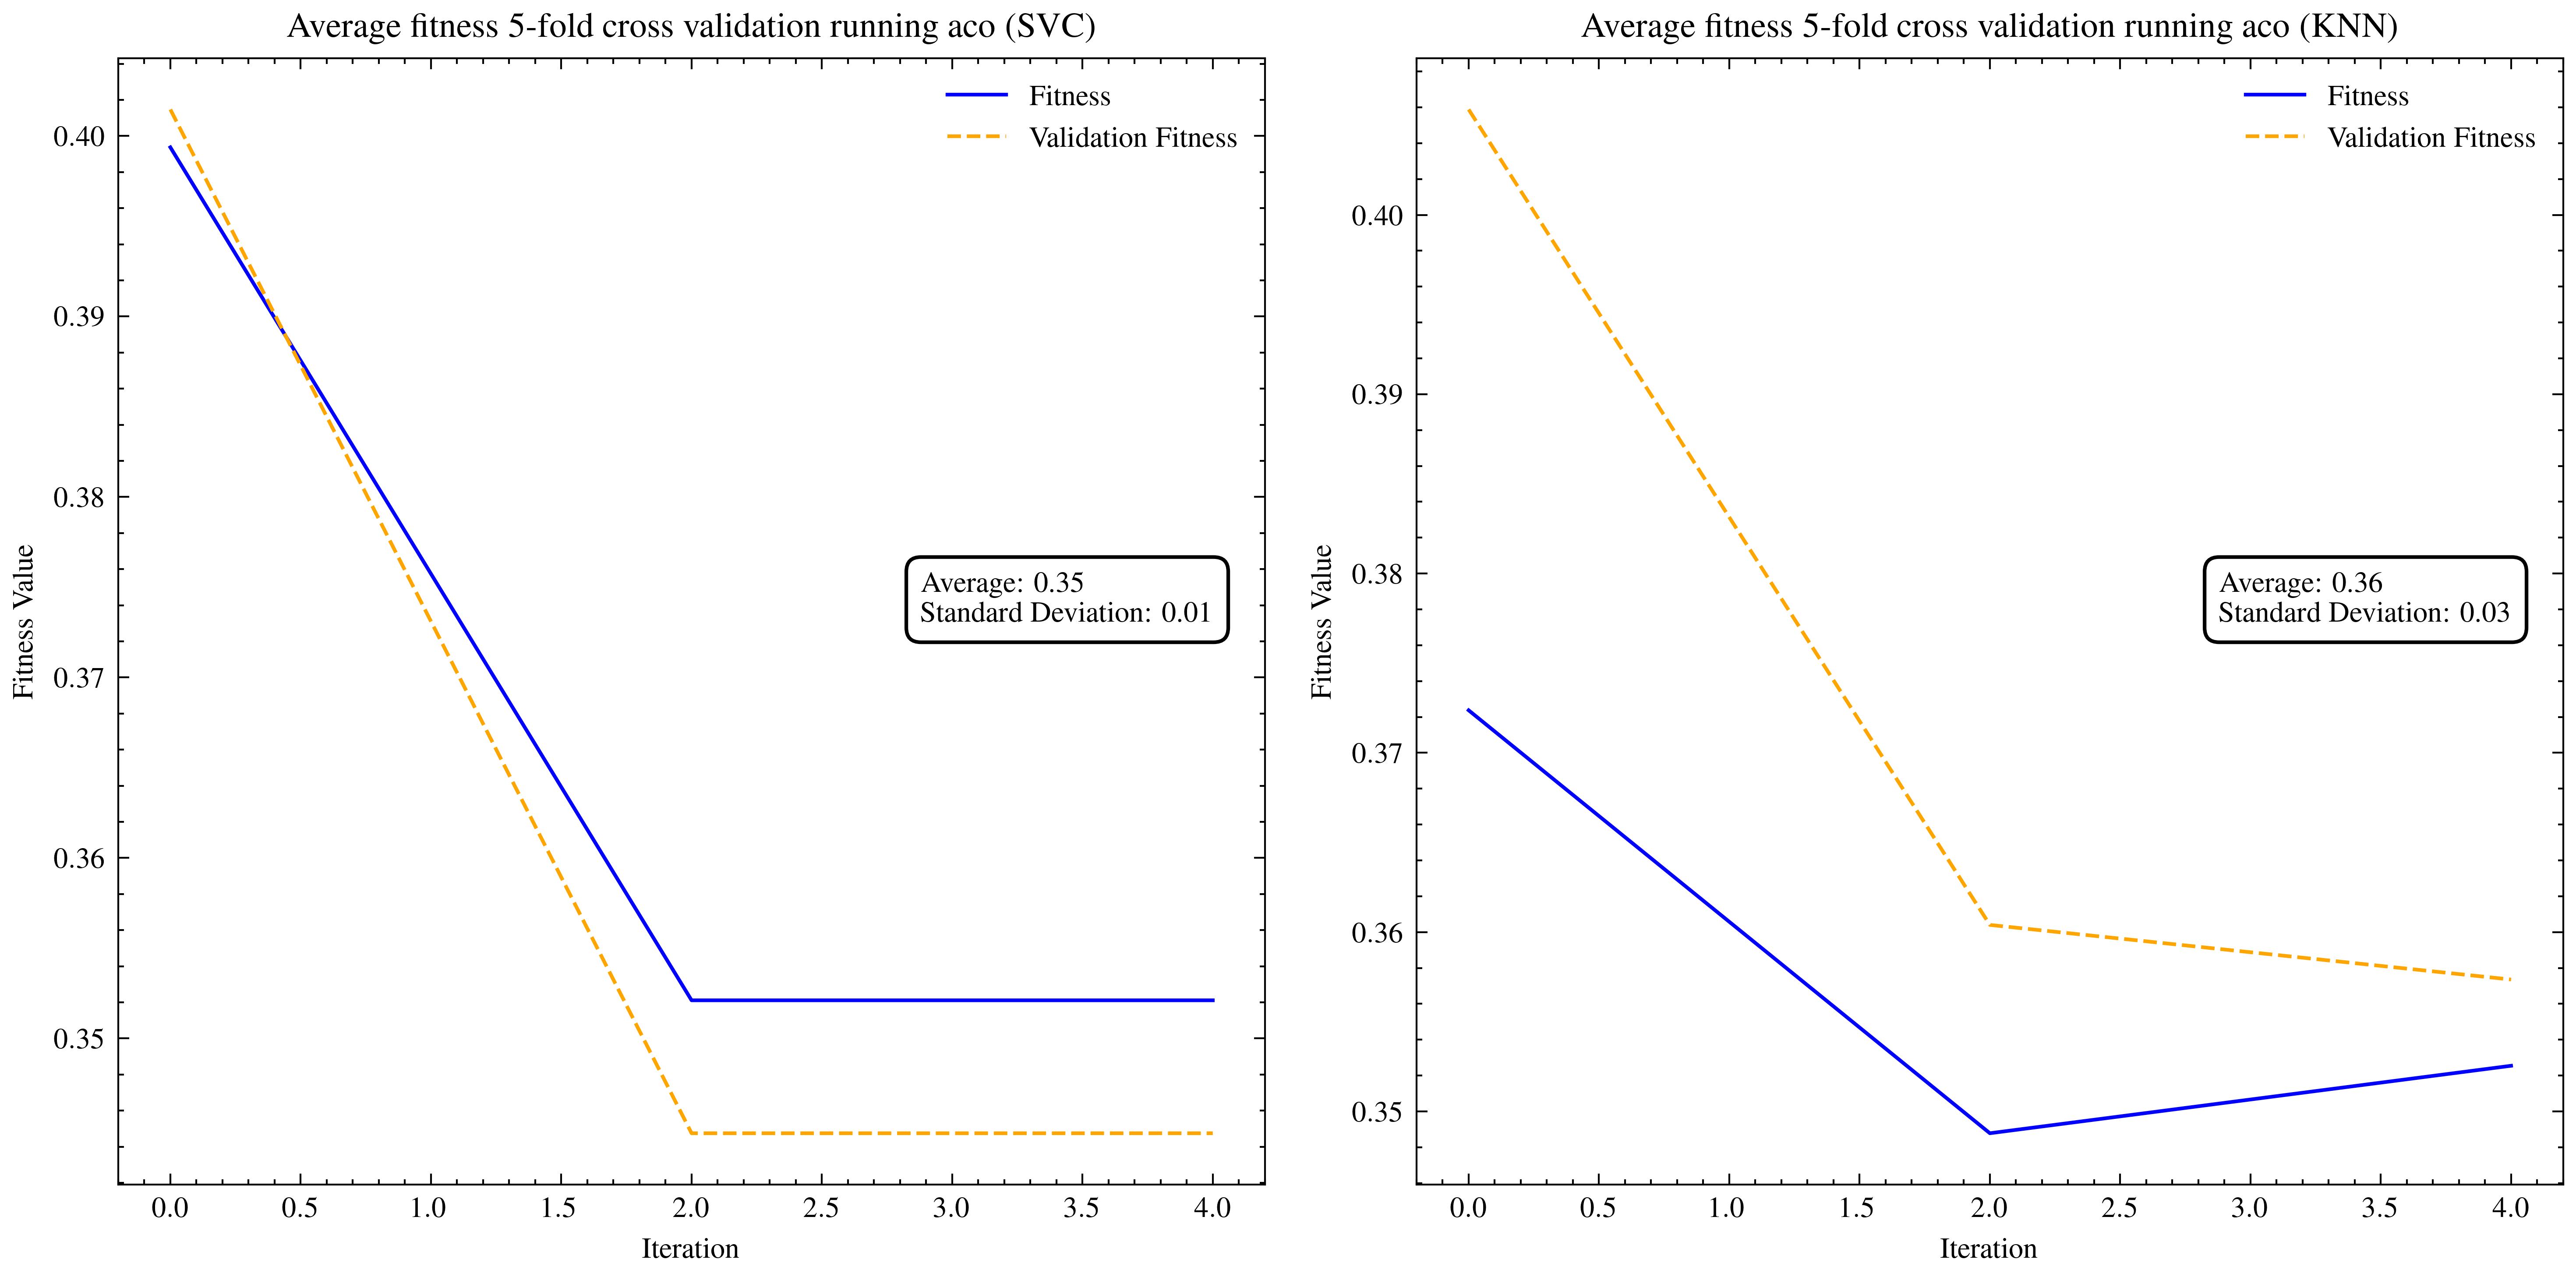 Average fitness 5-fold cross validation running aco (SVC)
Fitness
Validation Fitness
0.40
0.39
0.38
0.37
0.36
0.35
Fitness Value
Average: 0.35
Standard Deviation: 0.01
0.0 0.5 1.0 1.5 2.0 2.5 3.0 3.5 4.0
Iteration
Average fitness 5-fold cross validation running aco (KNN)
Fitness
Validation Fitness
0.40
0.39
0.38
0.37
0.36
0.35
Fitness Value
Average: 0.36
Standard Deviation: 0.03
0.0 0.5 1.0 1.5 2.0 2.5 3.0 3.5 4.0
Iteration